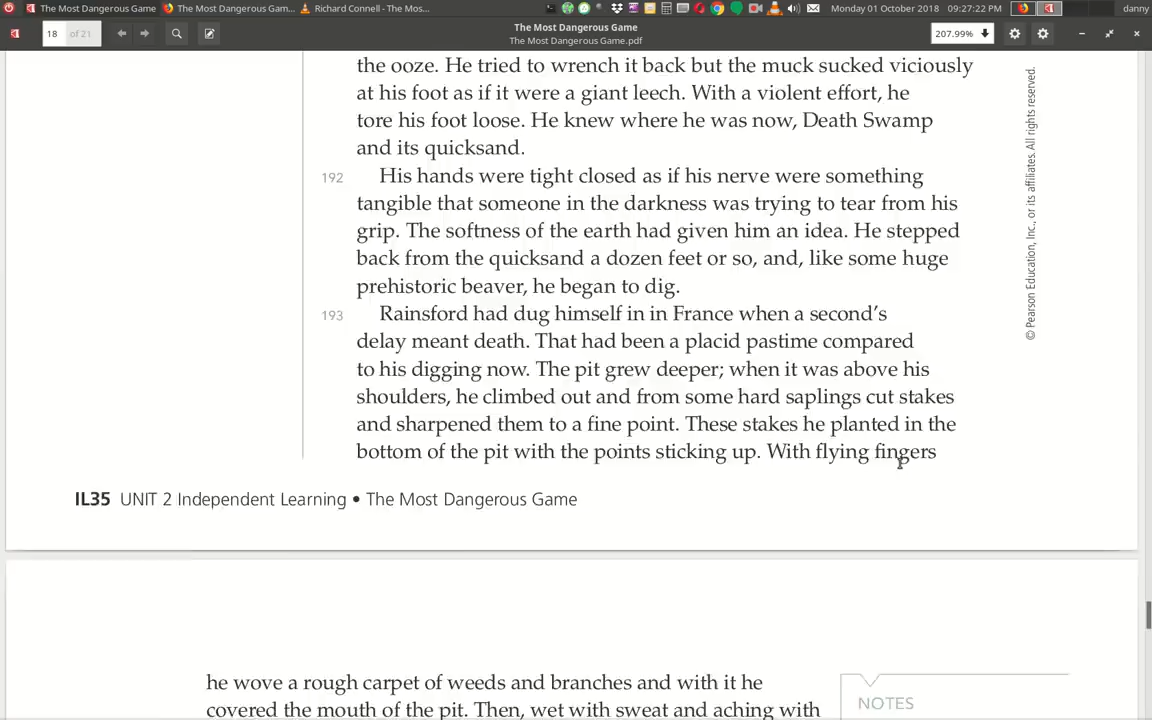 The Most Dangerous Game
The Most Dangerous Gam...
Richard Connell - The Mos...
Monday 01 October 2018
09:27:22 PM
danny
18 of 21
The Most Dangerous Game
The Most Dangerous Game.pdf
207.99%
the ooze. He tried to wrench it back but the muck sucked viciously
at his foot as if it were a giant leech. With a violent effort, he
tore his foot loose. He knew where he was now, Death Swamp
and its quicksand.
192 His hands were tight closed as if his nerve were something
tangible that someone in the darkness was trying to tear from his
grip. The softness of the earth had given him an idea. He stepped
back from the quicksand a dozen feet or so, and, like some huge
prehistoric beaver, he began to dig.
193 Rainsford had dug himself in in France when a second’s
delay meant death. That had been a placid pastime compared
to his digging now. The pit grew deeper; when it was above his
shoulders, he climbed out and from some hard saplings cut stakes
and sharpened them to a fine point. These stakes he planted in the
bottom of the pit with the points sticking up. With flying fingers
© Pearson Education, Inc., or its affiliates. All rights reserved.
IL35 UNIT 2 Independent Learning • The Most Dangerous Game
he wove a rough carpet of weeds and branches and with it he
covered the mouth of the pit. Then, wet with sweat and aching with
NOTES